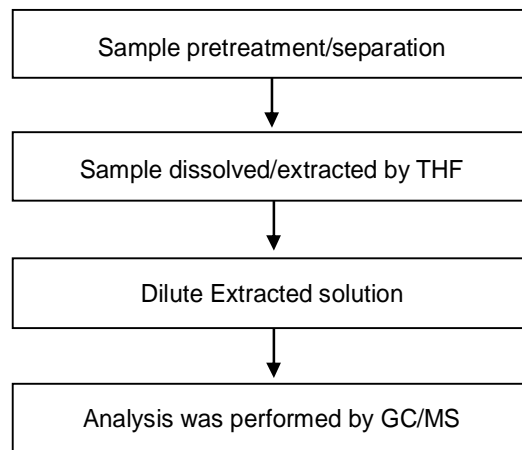 Sample pretreatment/separation
Sample dissolved/extracted by THF
Dilute Extracted solution
Analysis was performed by GC/MS